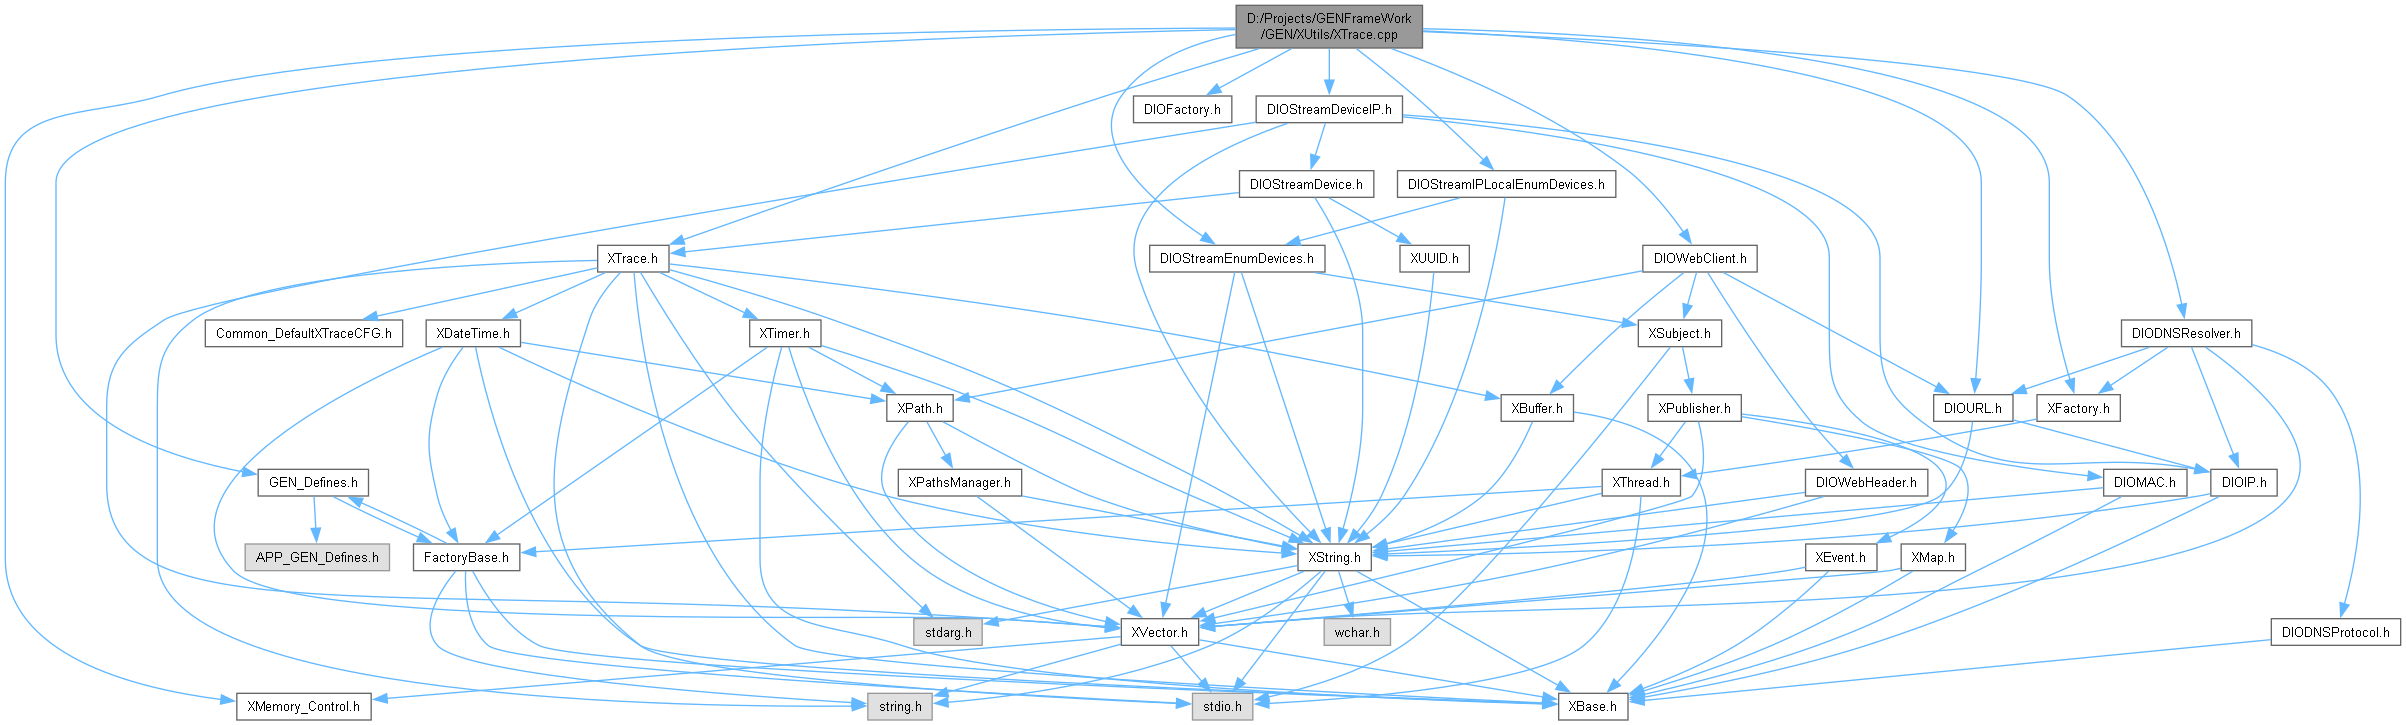 D:/Projects/GENFrameWork
/GEN/XUtils/XTrace.cpp
DIOFactory.h
DIOStreamDeviceIP.h
DIOStreamDevice.h
DIOStreamIPLocalEnumDevices.h
XTrace.h
DIOStreamEnumDevices.h
XUUID.h
DIOWebClient.h
Common_DefaultXTraceCFG.h
XDateTime.h
XTimer.h
XSubject.h
DIODNSResolver.h
XPath.h
XBuffer.h
XPublisher.h
DIOURL.h
XFactory.h
GEN_Defines.h
XPathsManager.h
XThread.h
DIOWebHeader.h
DIOMAC.h
DIOIP.h
APP_GEN_Defines.h
FactoryBase.h
XString.h
XEvent.h
XMap.h
stdarg.h
XVector.h
wchar.h
DIODNSProtocol.h
XMemory_Control.h
string.h
stdio.h
XBase.h